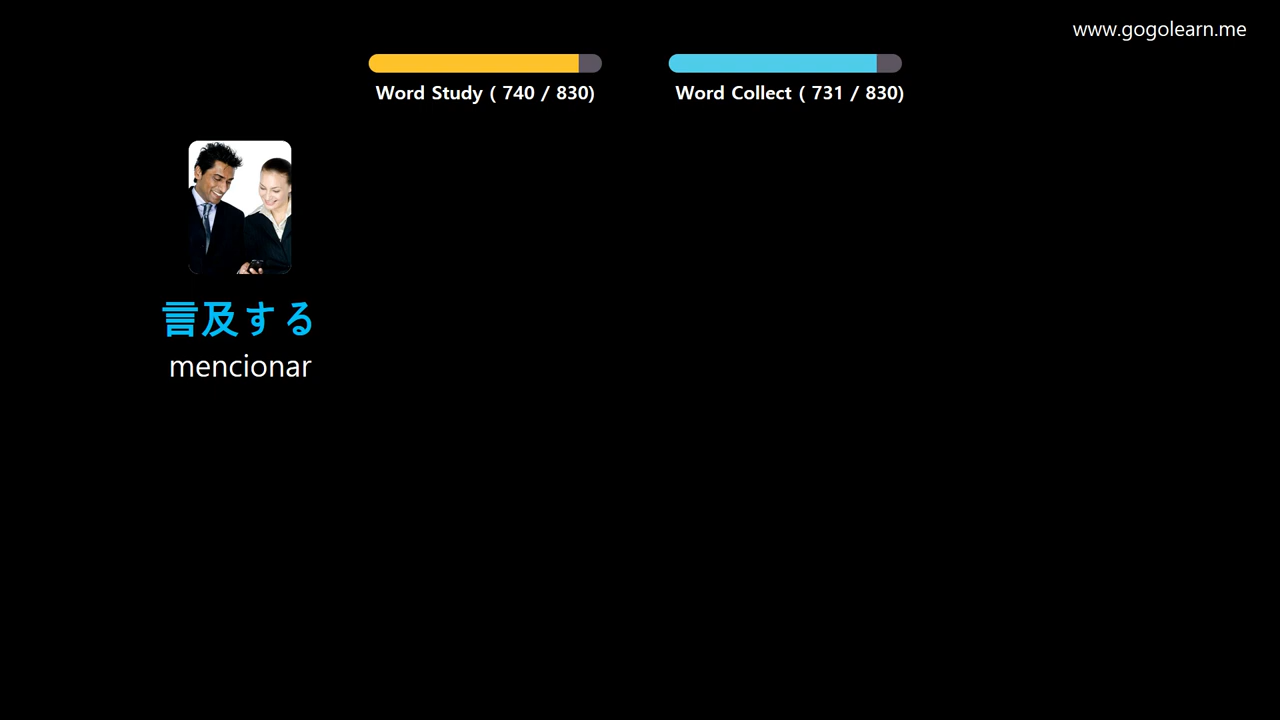 www.gogolearn.me
Word Study ( 740 / 830)
Word Collect ( 731 / 830)
言及する
mencionar